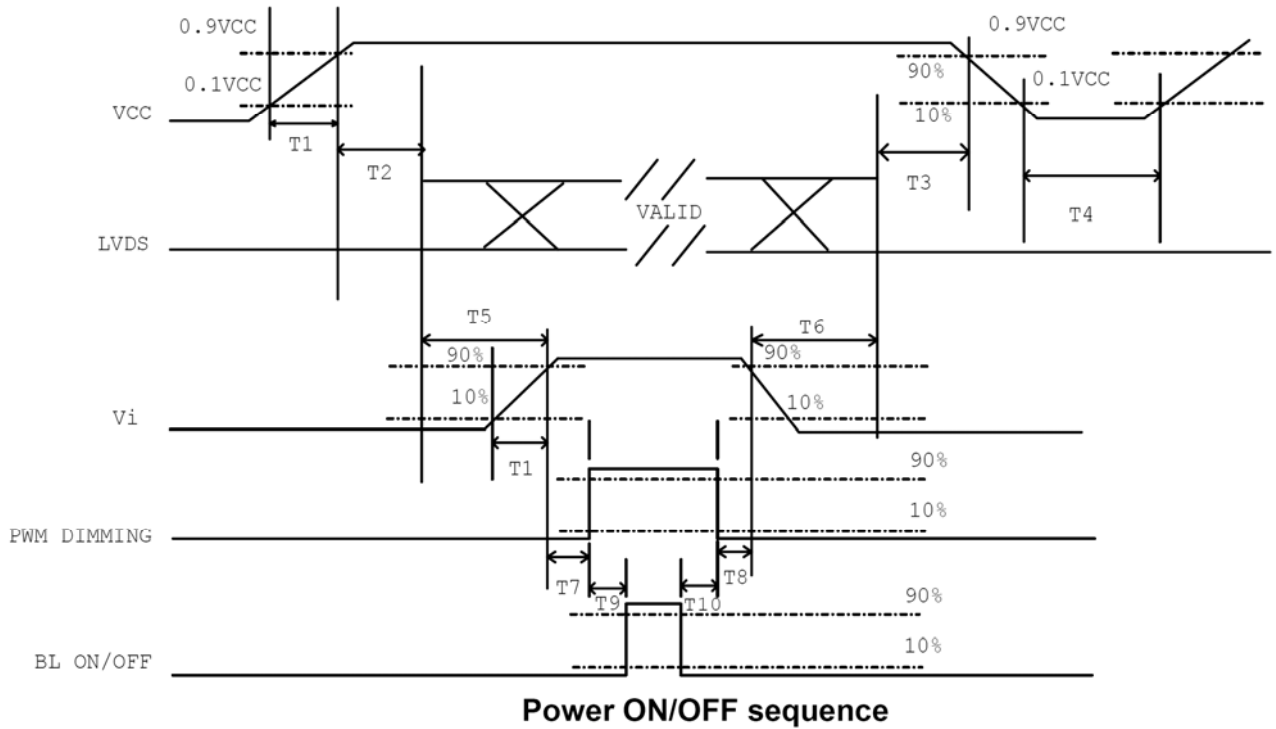 0.9VCC
0.9VCC
90%
0.1VCC
0.1VCC
VCC
10%
T1
T2
T3
T4
VALID
LVDS
T5
T6
90%
90%
10%
10%
Vi
T1
90%
10%
PWM DIMMING
T7
T8
T9
T10
90%
10%
BL ON/OFF
Power ON/OFF sequence